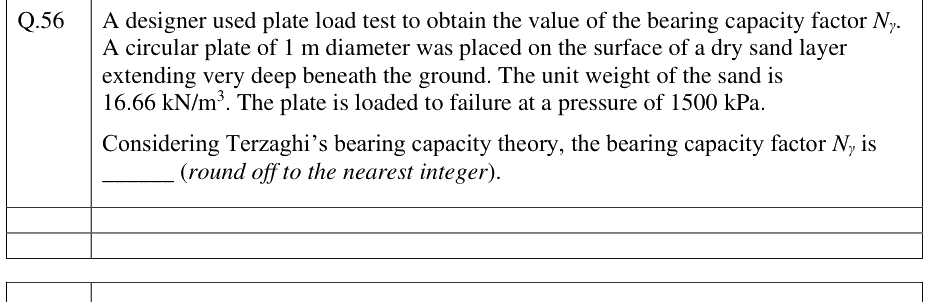 Q.56 A designer used plate load test to obtain the value of the bearing capacity factor Nγ.
A circular plate of 1 m diameter was placed on the surface of a dry sand layer
extending very deep beneath the ground. The unit weight of the sand is
16.66 kN/m³. The plate is loaded to failure at a pressure of 1500 kPa.
Considering Terzaghi’s bearing capacity theory, the bearing capacity factor Nγ is
______ (round off to the nearest integer).